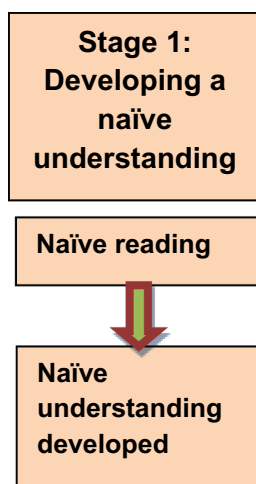 Stage 1:
Developing a
naïve
understanding
Naïve reading
Naïve
understanding
developed